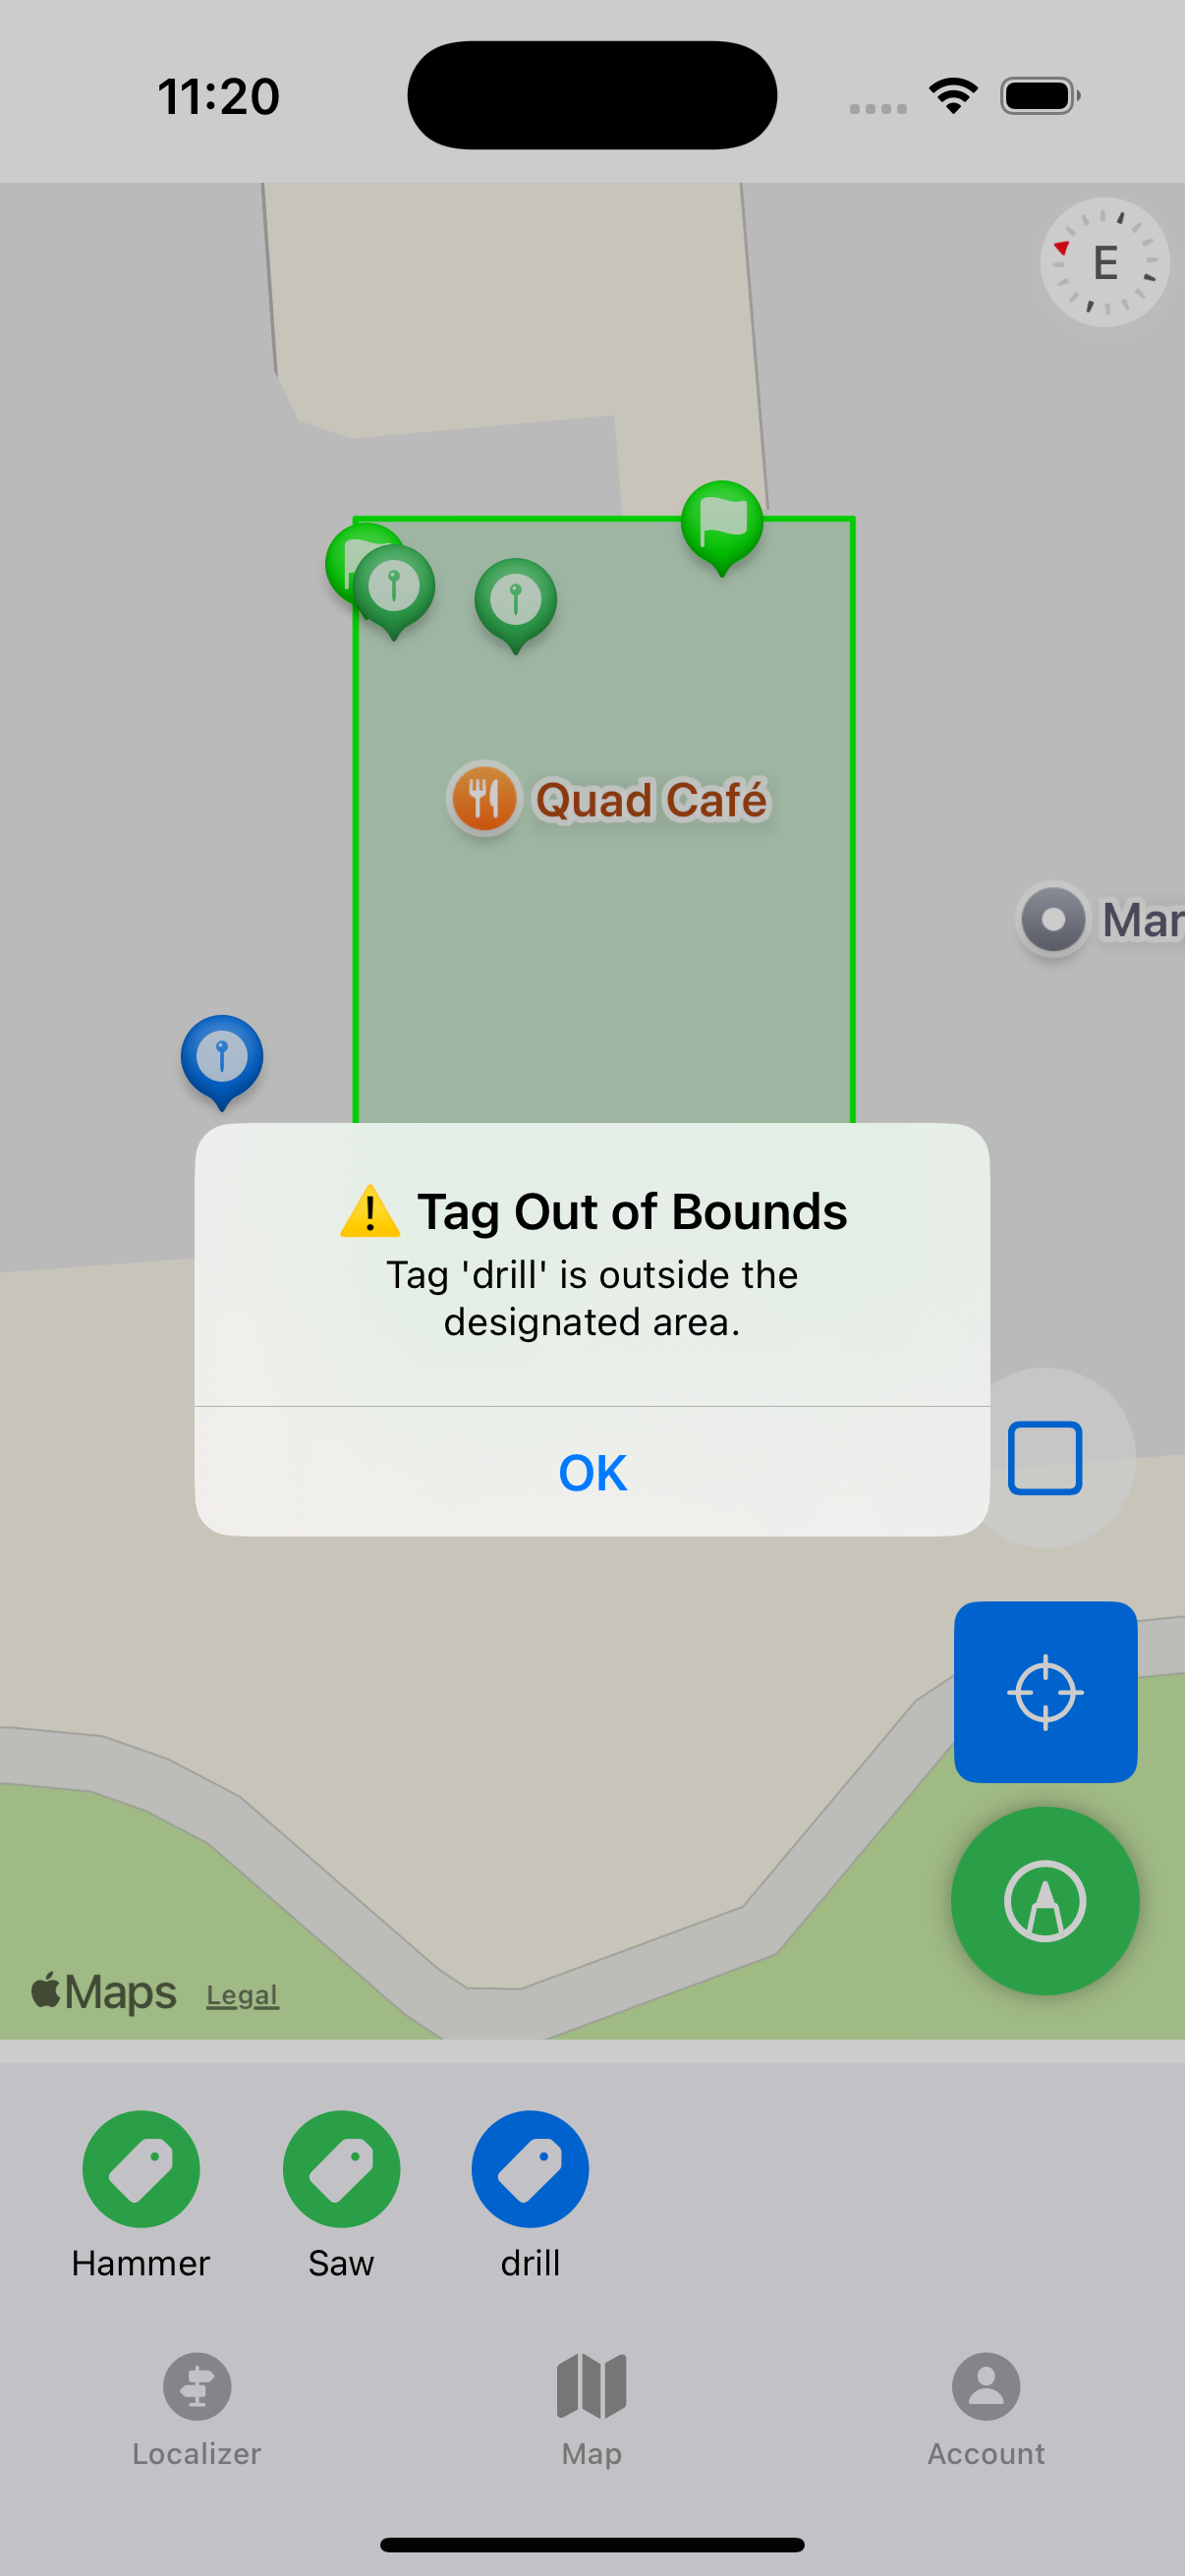 11:20
E
Quad Café
Mar
⚠️ Tag Out of Bounds
Tag 'drill' is outside the
designated area.
OK
Maps Legal
Hammer Saw drill
Localizer Map Account